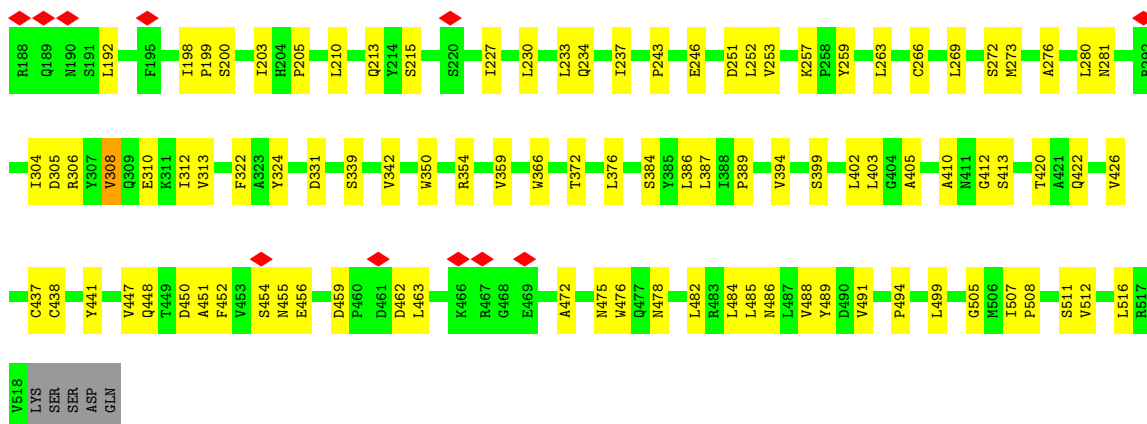 R188 Q189 N190 S191 L192 F195 I198 P199 S200 I203 H204 P205 L210 Q213 Y214 S215 S220 I227 L230 L233 Q234 I237 P243 E246 D251 L252 V253 K257 P258 Y259 L263 C266 L269 S272 M273 A276 L280 N281
I304 D305 R306 Y307 V308 Q309 E310 K311 I312 V313 F322 A323 Y324 D331 S339 V342 W350 R354 V359 W366 T372 L376 S384 Y385 L386 L387 I388 P389 V394 S399 L402 L403 G404 A405 A410 N411 G412 S413 T420 A421 Q422 V426
C437 C438 Y441 V447 Q448 T449 D450 A451 F452 V453 S454 N455 E456 D459 P460 D461 D462 L463 K466 R467 G468 E469 A472 N475 W476 Q477 N478 L482 R483 L484 L485 N486 L487 V488 Y489 D490 V491 P494 L499 G505 M506 I507 P508 S511 V512 L516 R517
V518 LYS SER SER ASP GLN